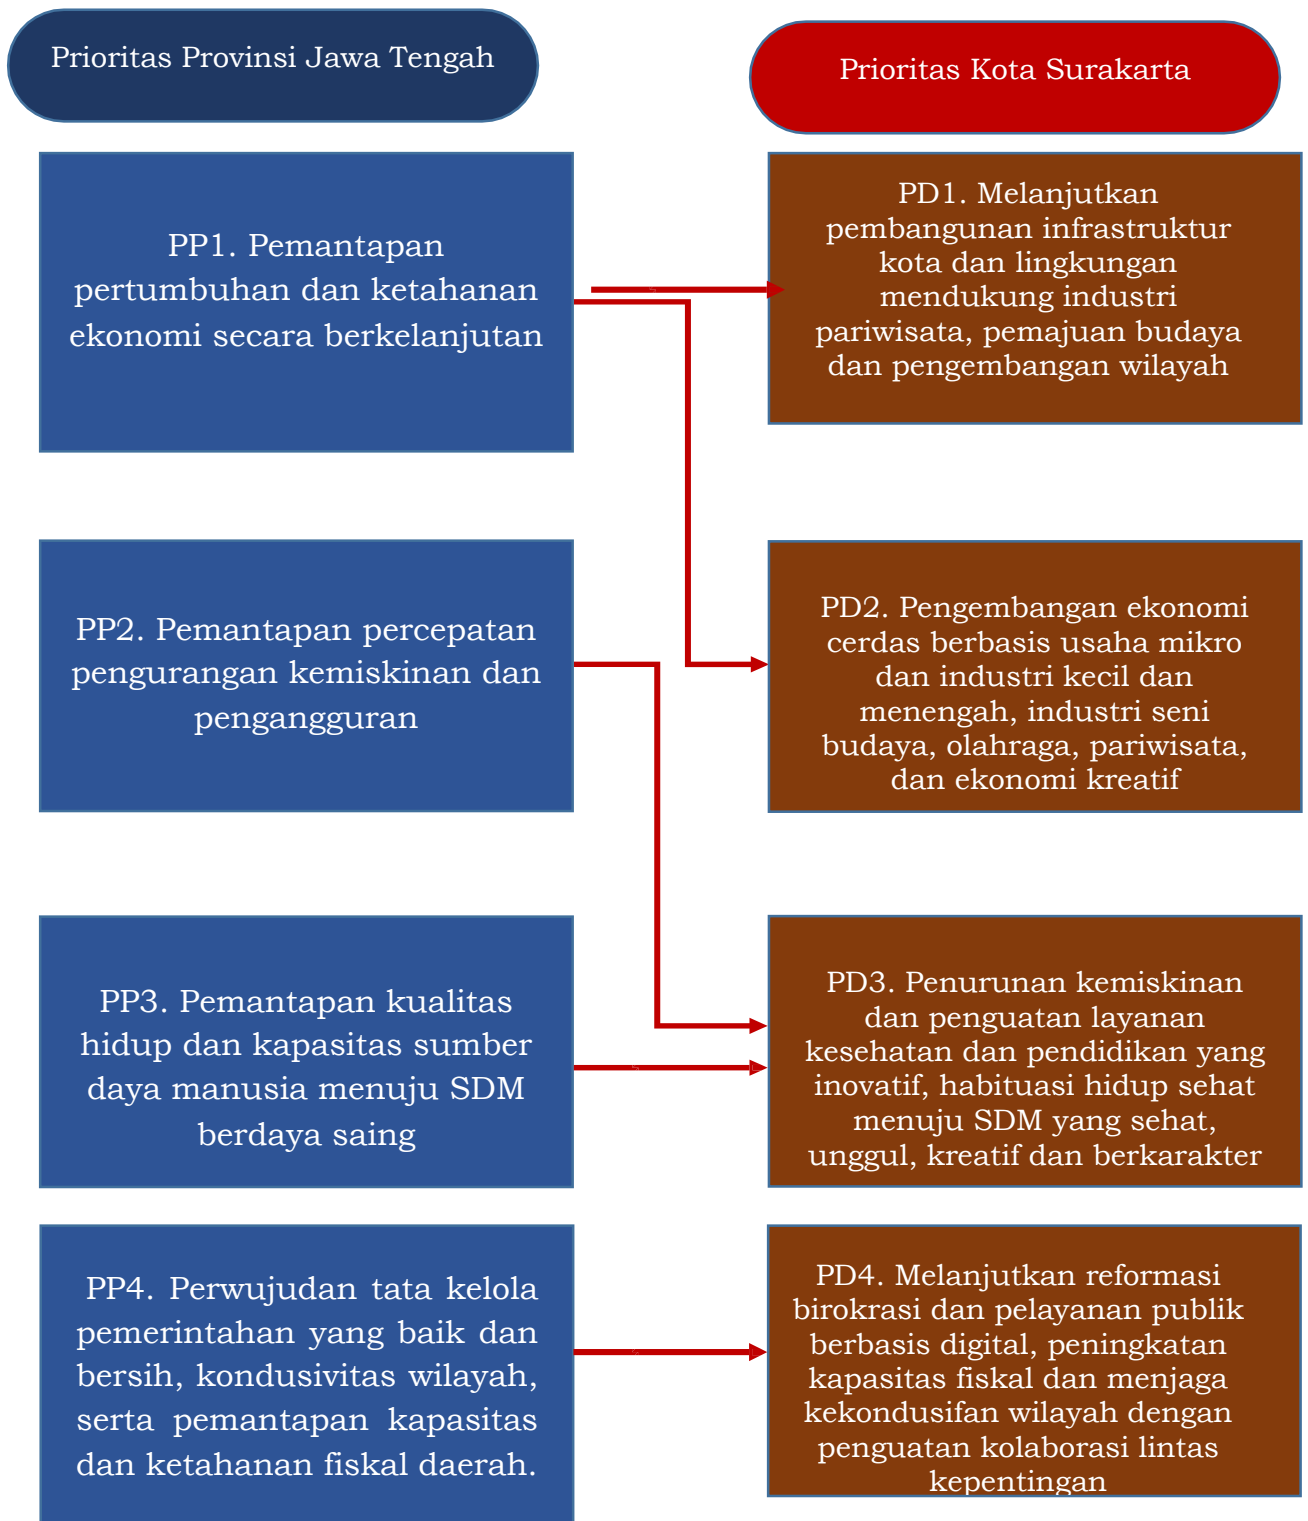 Prioritas Provinsi Jawa Tengah
Prioritas Kota Surakarta
PP1. Pemantapan
pertumbuhan dan ketahanan
ekonomi secara berkelanjutan
PD1. Melanjutkan
pembangunan infrastruktur
kota dan lingkungan
mendukung industri
pariwisata, pemajuan budaya
dan pengembangan wilayah
PP2. Pemantapan percepatan
pengurangan kemiskinan dan
pengangguran
PD2. Pengembangan ekonomi
cerdas berbasis usaha mikro
dan industri kecil dan
menengah, industri seni
budaya, olahraga, pariwisata,
dan ekonomi kreatif
PP3. Pemantapan kualitas
hidup dan kapasitas sumber
daya manusia menuju SDM
berdaya saing
PD3. Penurunan kemiskinan
dan penguatan layanan
kesehatan dan pendidikan yang
inovatif, habituasi hidup sehat
menuju SDM yang sehat,
unggul, kreatif dan berkarakter
PP4. Perwujudan tata kelola
pemerintahan yang baik dan
bersih, kondusivitas wilayah,
serta pemantapan kapasitas
dan ketahanan fiskal daerah.
PD4. Melanjutkan reformasi
birokrasi dan pelayanan publik
berbasis digital, peningkatan
kapasitas fiskal dan menjaga
kekondusifan wilayah dengan
penguatan kolaborasi lintas
kepentingan